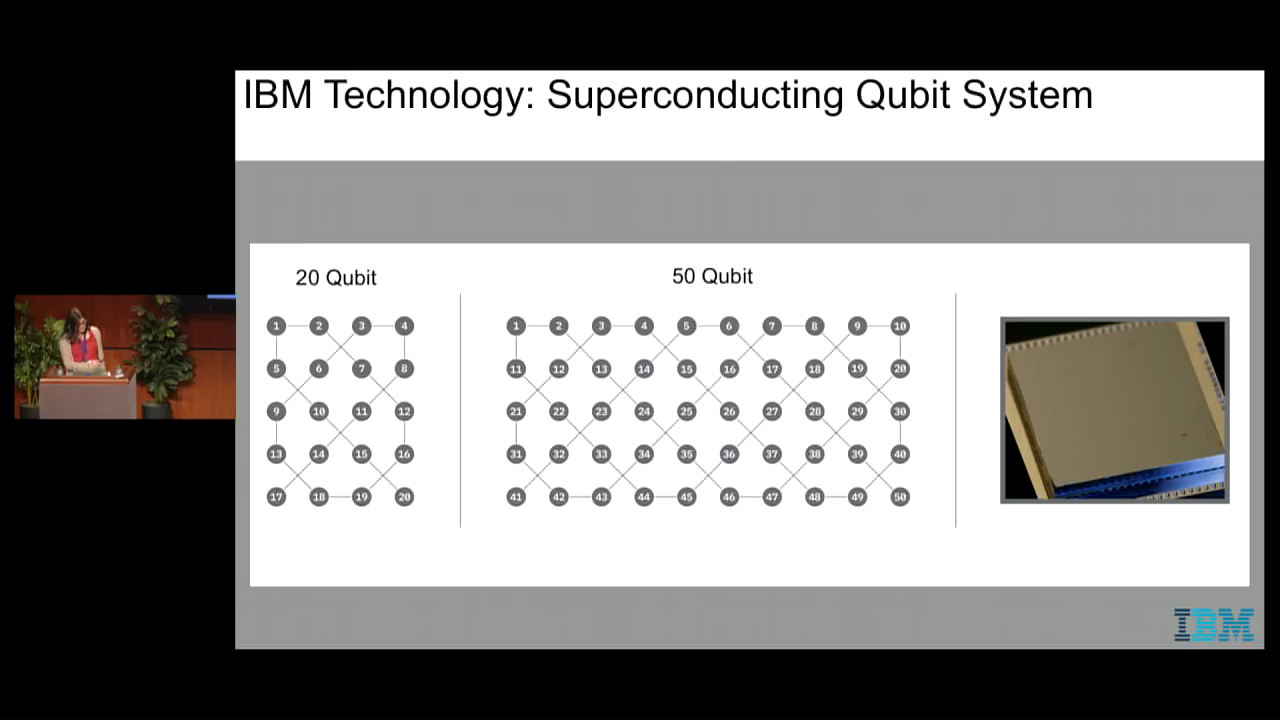 IBM Technology: Superconducting Qubit System
20 Qubit
1 2 3 4
5 6 7 8
9 10 11 12
13 14 15 16
17 18 19 20
50 Qubit
1 2 3 4 5 6 7 8 9 10
11 12 13 14 15 16 17 18 19 20
21 22 23 24 25 26 27 28 29 30
31 32 33 34 35 36 37 38 39 40
41 42 43 44 45 46 47 48 49 50
IBM